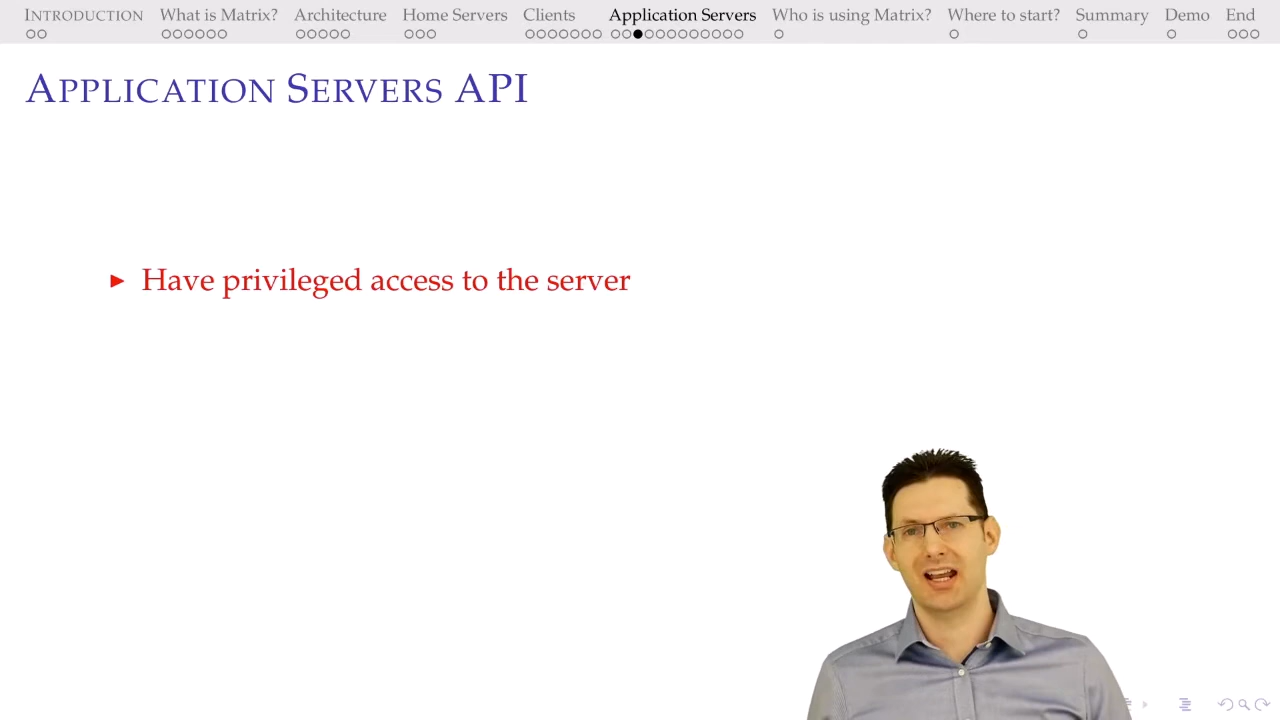 INTRODUCTION What is Matrix? Architecture Home Servers Clients Application Servers Who is using Matrix? Where to start? Summary Demo End
APPLICATION SERVERS API
Have privileged access to the server